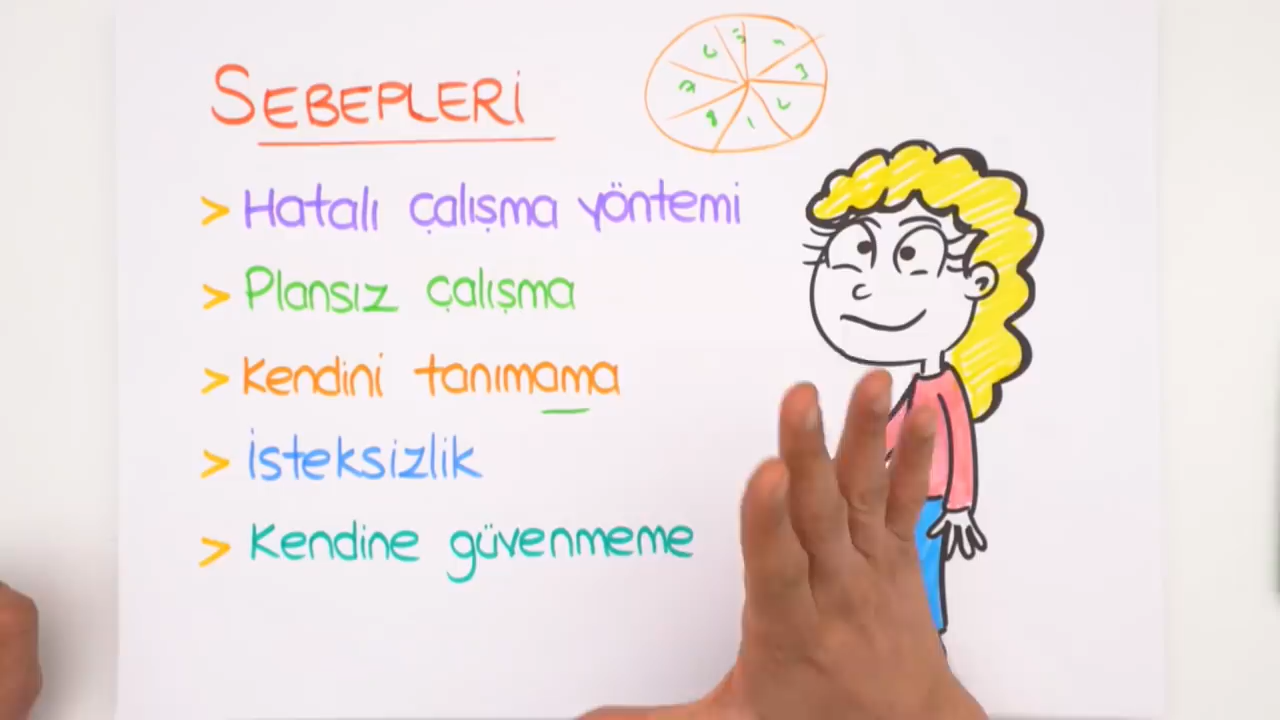 SEBEPLERİ
> Hatalı çalışma yöntemi
> Plansız çalışma
> Kendini tanımama
> İsteksizlik
> Kendine güvenmeme